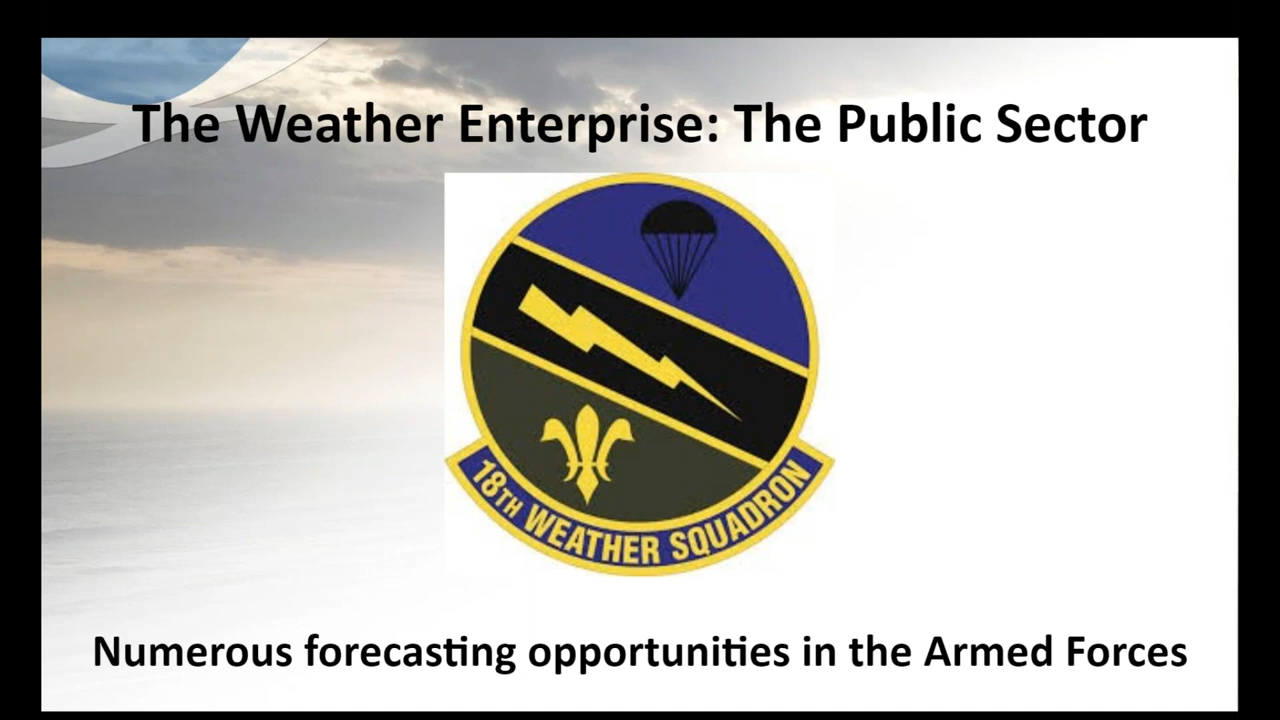 The Weather Enterprise: The Public Sector
18TH WEATHER SQUADRON
Numerous forecasting opportunities in the Armed Forces